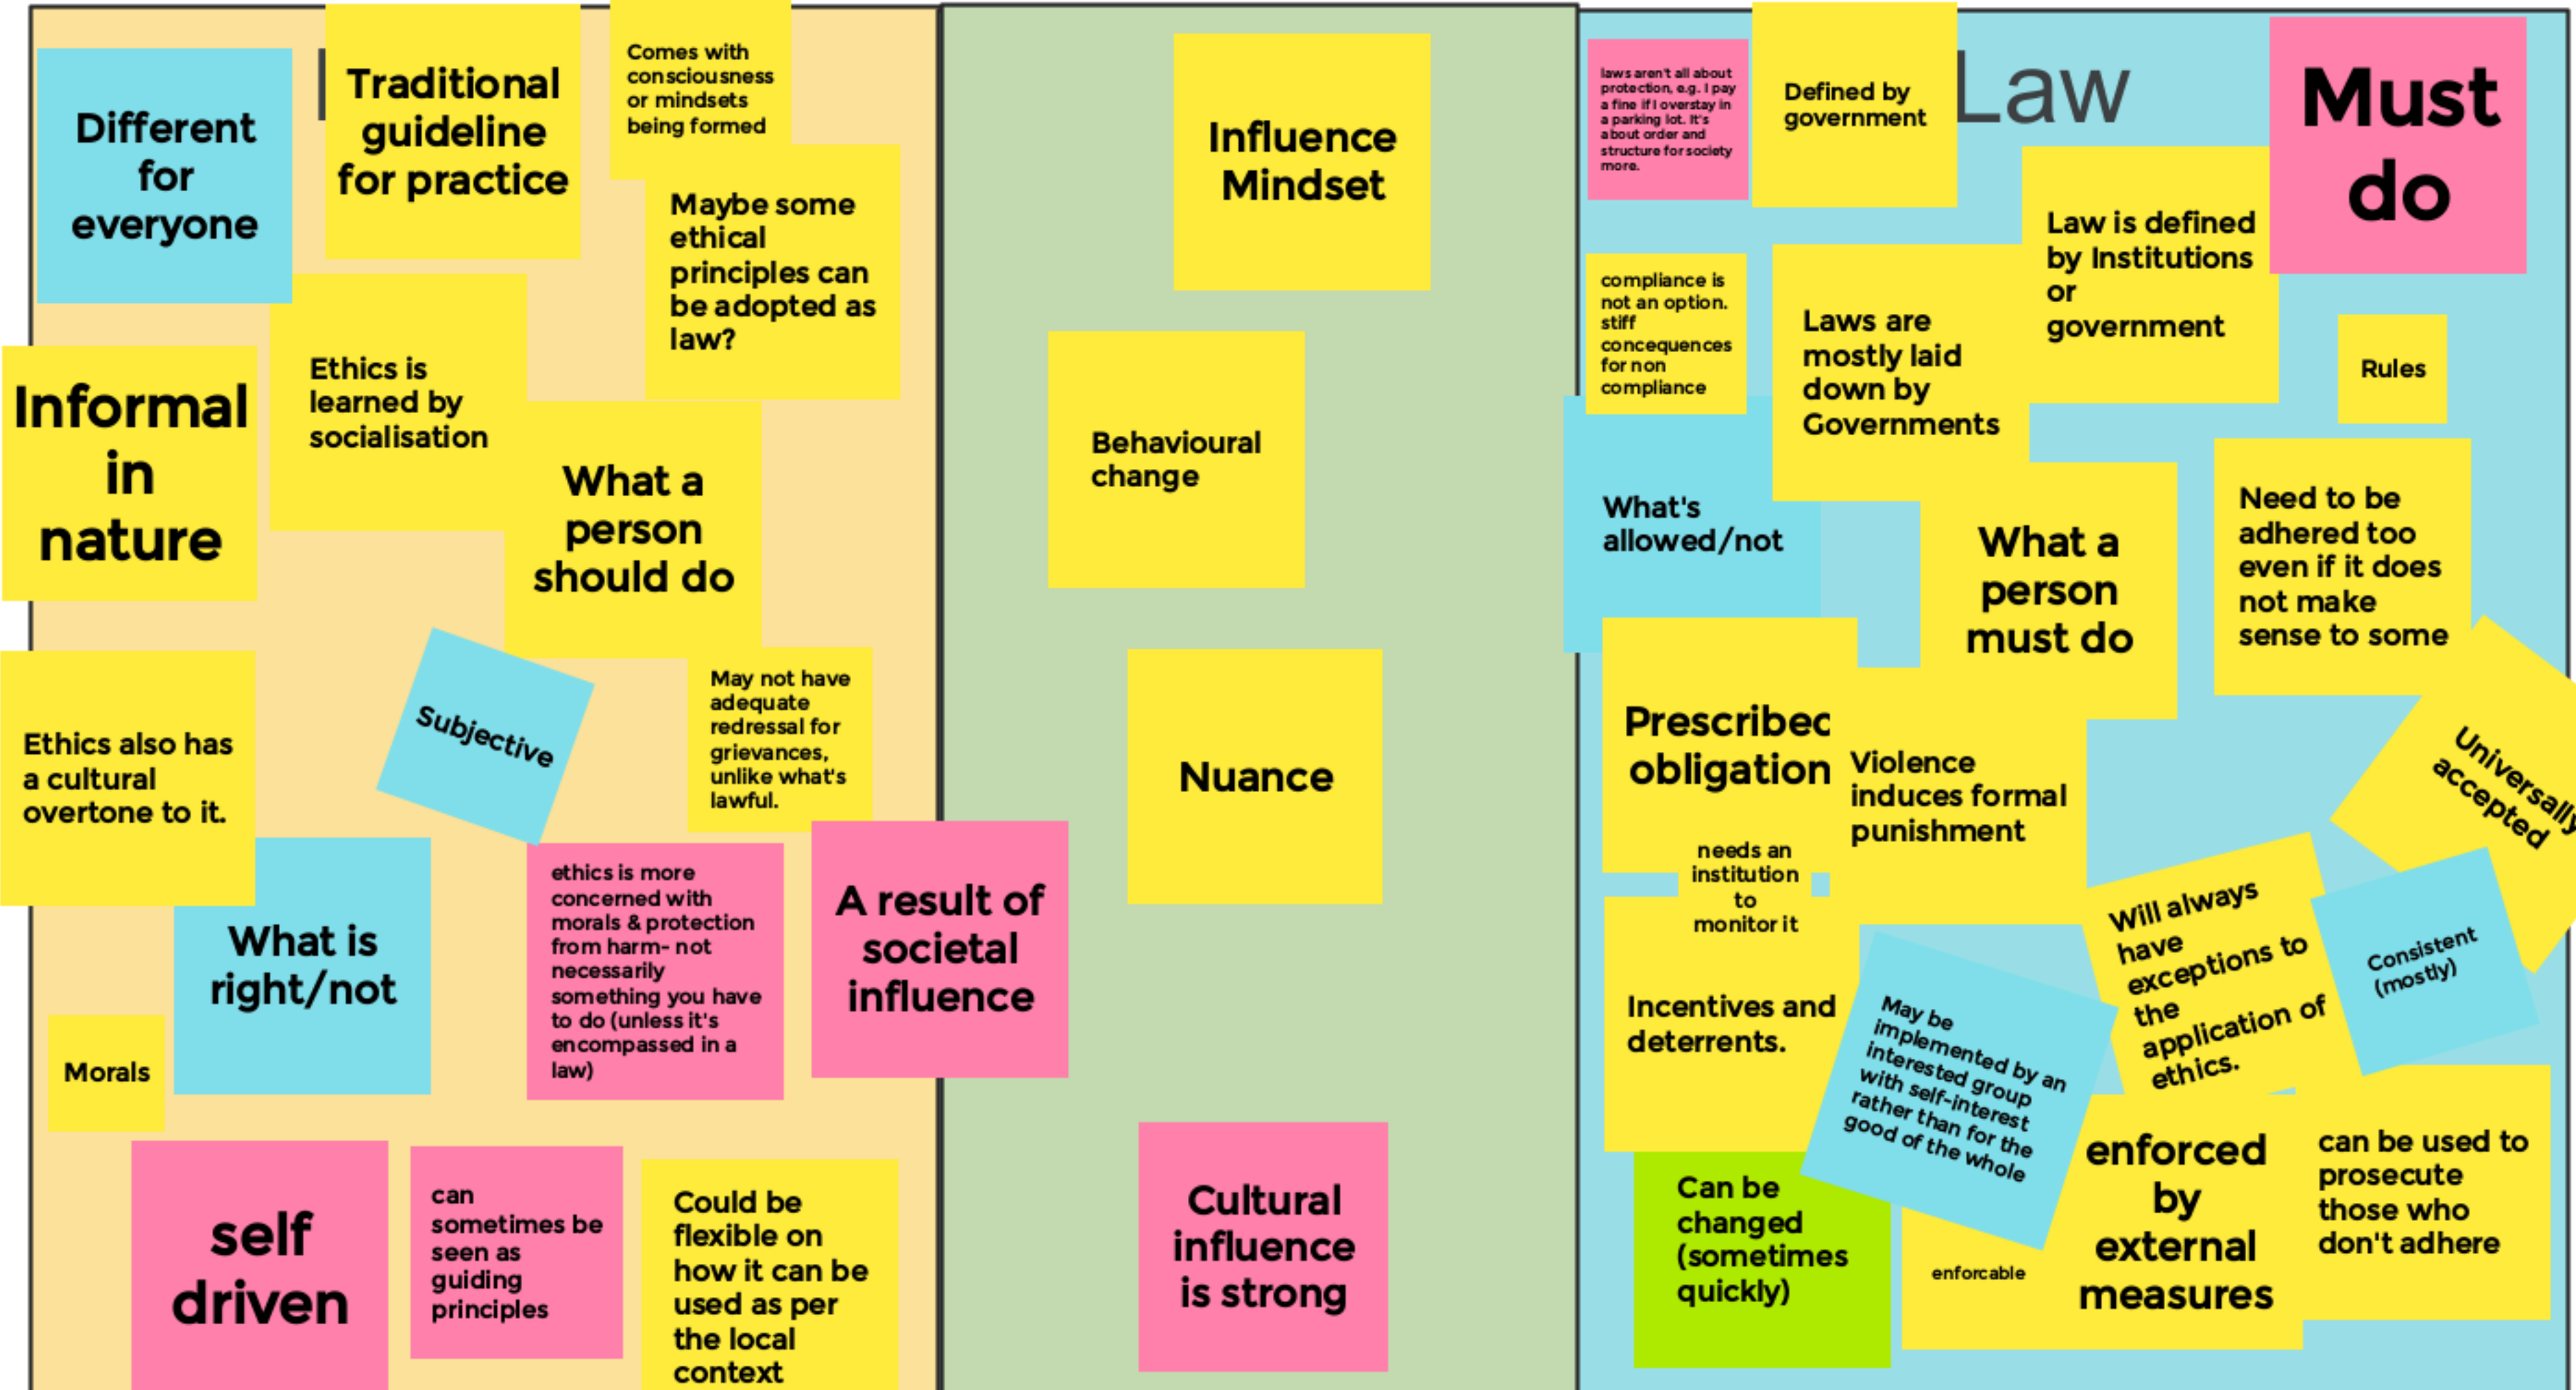 Different
for
everyone
Traditional
guideline
for practice
Comes with
consciousness
or mindsets
being formed
Maybe some
ethical
principles can
be adopted as
law?
Informal
in
nature
Ethics is
learned by
socialisation
What a
person
should do
Ethics also has
a cultural
overtone to it.
Subjective
May not have
adequate
redressal for
grievances,
unlike what's
lawful.
What is
right/not
ethics is more
concerned with
morals & protection
from harm- not
necessarily
something you have
to do (unless it's
encompassed in a
law)
A result of
societal
influence
Morals
self
driven
can
sometimes be
seen as
guiding
principles
Could be
flexible on
how it can be
used as per
the local
context
Influence
Mindset
Behavioural
change
Nuance
Cultural
influence
is strong
Law
laws aren't all about
protection, e.g. I pay
a fine if I overstay in
a parking lot. It's
about order and
structure for society
more.
Defined by
government
Must
do
Law is defined
by Institutions
or
government
compliance is
not an option.
stiff
concequences
for non
compliance
Laws are
mostly laid
down by
Governments
Rules
What's
allowed/not
What a
person
must do
Need to be
adhered too
even if it does
not make
sense to some
Prescribed
obligation
Violence
induces formal
punishment
Universally
accepted
needs an
institution
to
monitor it
Will always
have
exceptions to
the
application of
ethics.
Consistent
(mostly)
Incentives and
deterrents.
May be
implemented by an
interested group
with self-interest
rather than for the
good of the whole
Can be
changed
(sometimes
quickly)
enforcable
enforced
by
external
measures
can be used to
prosecute
those who
don't adhere